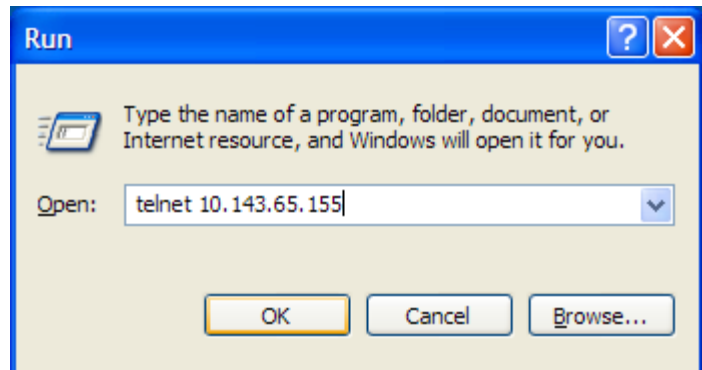 Run
Type the name of a program, folder, document, or
Internet resource, and Windows will open it for you.
Open: telnet 10.143.65.155
OK Cancel Browse...